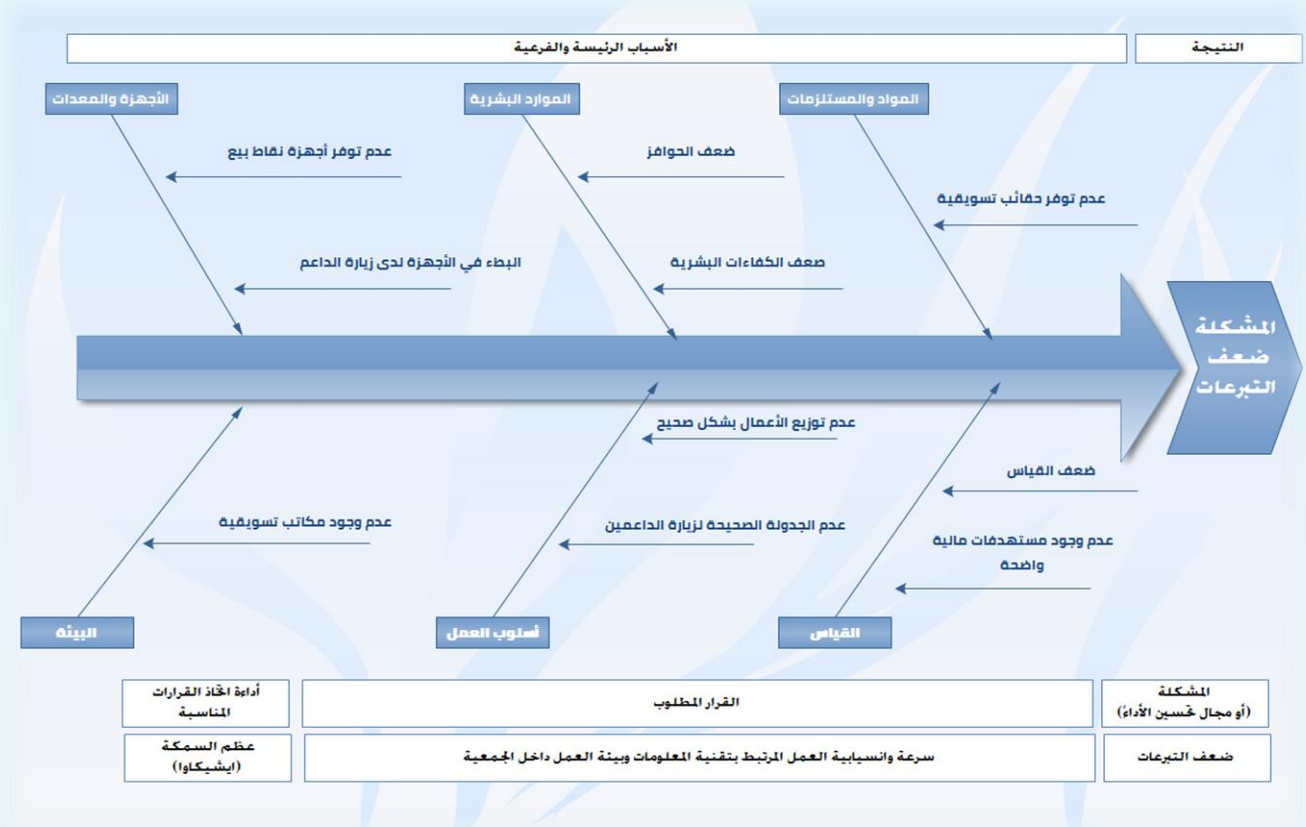 النتيجة
الأسباب الرئيسة والفرعية
المواد والمستلزمات
الموارد البشرية
الأجهزة والمعدات
عدم توفر حقائب تسويقية
ضعف الحوافز
صعف الكفاءات البشرية
عدم توفر أجهزة نقاط بيع
البطء في الأجهزة لدى زيارة الداعم
المشكلة
ضعف
التبرعات
ضعف القياس
عدم وجود مستهدفات مالية
واضحة
عدم توزيع الأعمال بشكل صحيح
عدم الجدولة الصحيحة لزيارة الداعمين
عدم وجود مكاتب تسويقية
القياس
أسلوب العمل
البيئة
المشكلة
(أو مجال تحسين الأداء)
القرار المطلوب
أداءة اتخاذ القرارات
المناسبة
ضعف التبرعات
سرعة وانسيابية العمل المرتبط بتقنية المعلومات وبيئة العمل داخل الجمعية
عظم السمكة
(ايشيكاوا)